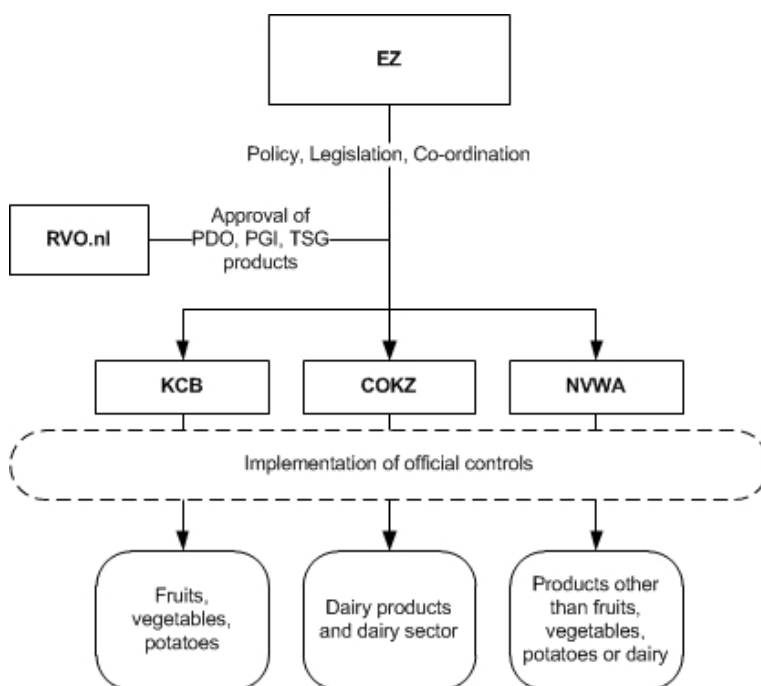 EZ
Policy, Legislation, Co-ordination
RVO.nl
Approval of
PDO, PGI, TSG
products
KCB
COKZ
NVWA
Implementation of official controls
Fruits,
vegetables,
potatoes
Dairy products
and dairy sector
Products other
than fruits,
vegetables,
potatoes or dairy